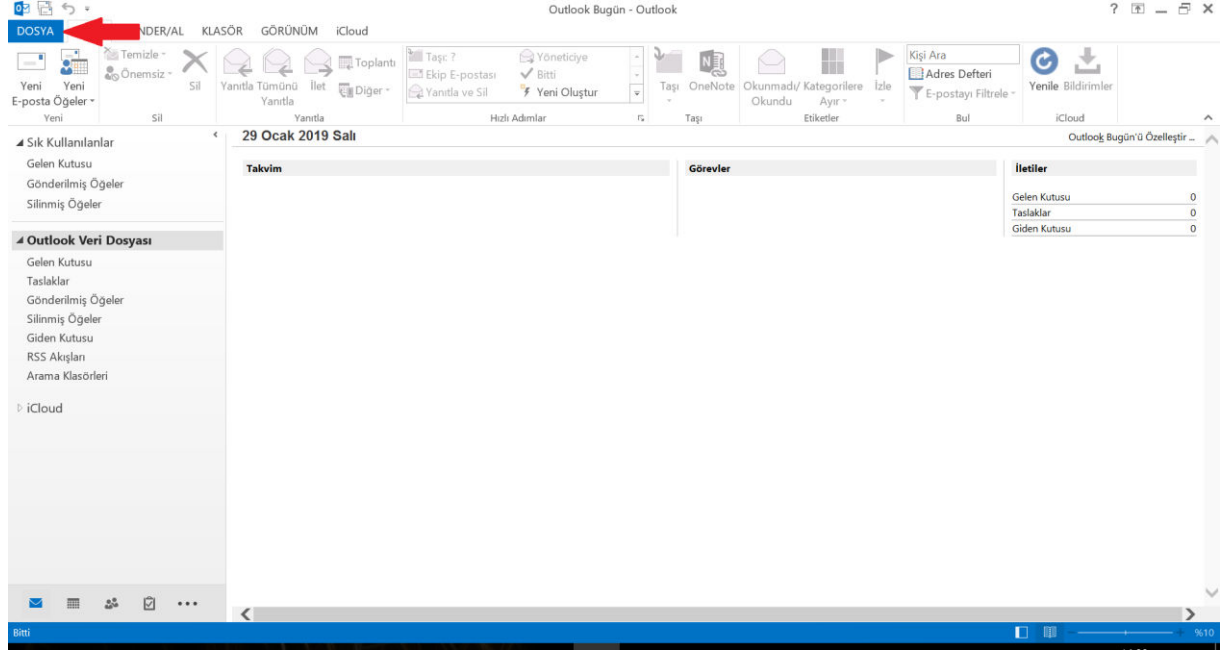 Outlook Bugün - Outlook
?
DOSYA
NDER/AL KLASÖR GÖRÜNÜM iCloud
Yeni E-posta
Yeni Öğeler
Yeni
Temizle
Önemsiz
Sil
Sil
Yanıtla
Tümünü Yanıtla
İlet
Toplantı
Diğer
Yanıtla
Taşı: ?
Ekip E-postası
Yanıtla ve Sil
Yöneticiye
Bitti
Yeni Oluştur
Hızlı Adımlar
Taşı
OneNote
Taşı
Okunmadı/ Okundu
Kategorilere Ayır
İzle
Etiketler
Kişi Ara
Adres Defteri
E-postayı Filtrele
Bul
Yenile
Bildirimler
iCloud
Sık Kullanılanlar
Gelen Kutusu
Gönderilmiş Öğeler
Silinmiş Öğeler
Outlook Veri Dosyası
Gelen Kutusu
Taslaklar
Gönderilmiş Öğeler
Silinmiş Öğeler
Giden Kutusu
RSS Akışları
Arama Klasörleri
iCloud
29 Ocak 2019 Salı
Outlook Bugün'ü Özelleştir ...
Takvim
Görevler
İletiler
Gelen Kutusu 0
Taslaklar 0
Giden Kutusu 0
Bitti
%10